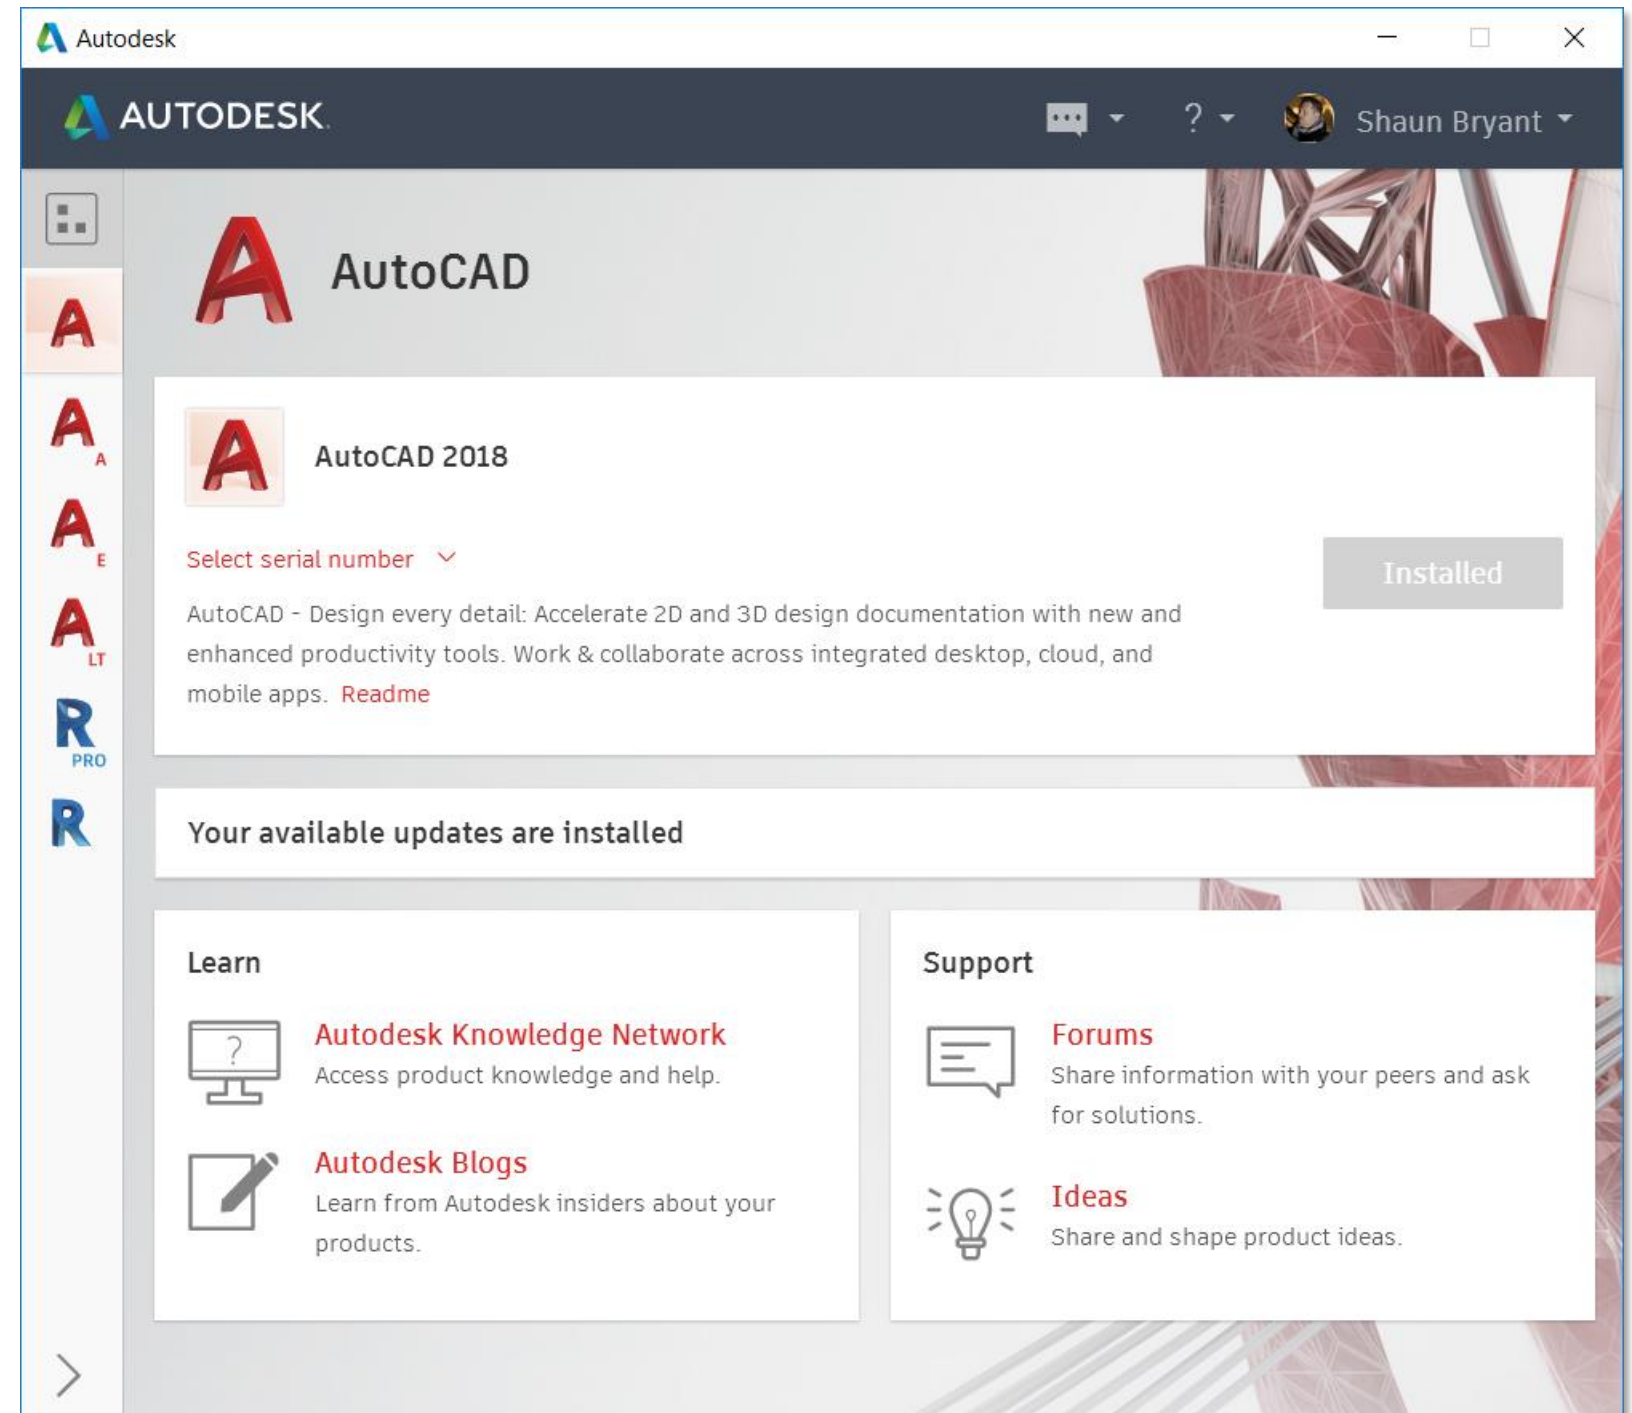 Autodesk
AUTODESK.
? Shaun Bryant
A
A
AutoCAD
A
A
AutoCAD 2018
A
A
E
Select serial number
Installed
A
LT
AutoCAD - Design every detail: Accelerate 2D and 3D design documentation with new and
enhanced productivity tools. Work & collaborate across integrated desktop, cloud, and
mobile apps. Readme
R
PRO
R
Your available updates are installed
Learn
Autodesk Knowledge Network
Access product knowledge and help.
Autodesk Blogs
Learn from Autodesk insiders about your
products.
Support
Forums
Share information with your peers and ask
for solutions.
Ideas
Share and shape product ideas.